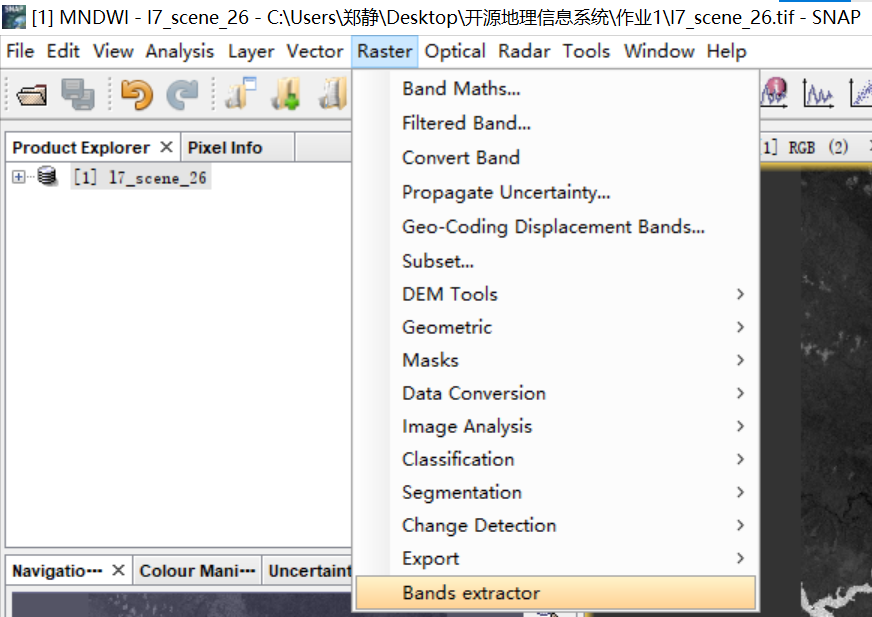 [1] MNDWI - l7_scene_26 - C:\Users\郑静\Desktop\开源地理信息系统\作业1\l7_scene_26.tif - SNAP
File Edit View Analysis Layer Vector Raster Optical Radar Tools Window Help
Product Explorer Pixel Info
1] RGB (2)
[1] l7_scene_26
Band Maths...
Filtered Band...
Convert Band
Propagate Uncertainty...
Geo-Coding Displacement Bands...
Subset...
DEM Tools
Geometric
Masks
Data Conversion
Image Analysis
Classification
Segmentation
Change Detection
Export
Bands extractor
Navigatio··· Colour Mani··· Uncertaint